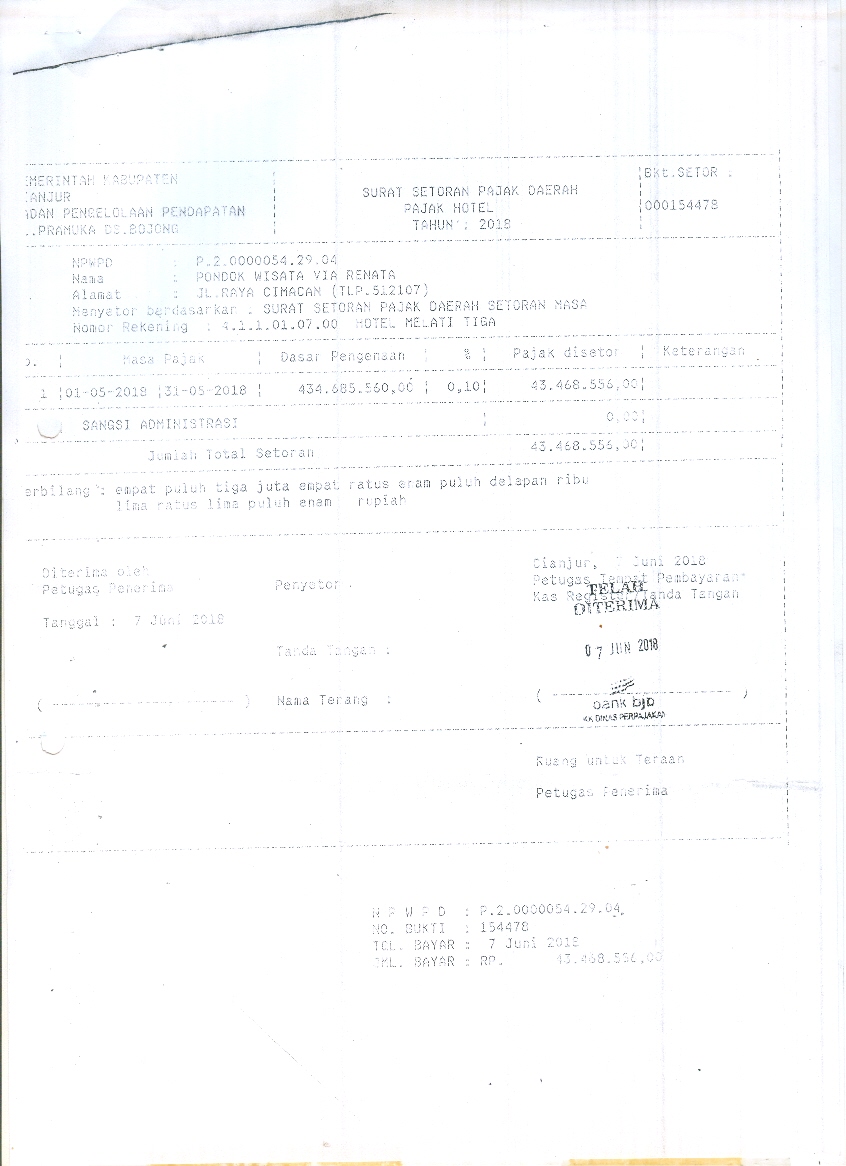 EMERINTAH KABUPATEN
ANJUR
ADAN PENGELOLAAN PENDAPATAN
L.PRAMUKA DS.BOJONG
SURAT SETORAN PAJAK DAERAH
PAJAK HOTEL
TAHUN : 2018
BKt.SETOR :
000154478
NPWPD : P.2.0000054.29.04
Nama : PONDOK WISATA VIA RENATA
Alamat : JL.RAYA CIMACAN (TLP.512107)
Menyetor berdasarkan : SURAT SETORAN PAJAK DAERAH SETORAN MASA
Nomor Rekening : 4.1.1.01.07.00 HOTEL MELATI TIGA
o. | Masa Pajak | Dasar Pengenaan | % | Pajak disetor | Keterangan
1 |01-05-2018 |31-05-2018 | 434.685.560,00 | 0,10| 43.468.556,00|
SANGSI ADMINISTRASI | 0,00|
Jumlah Total Setoran 43.468.556,00|
erbilang : empat puluh tiga juta empat ratus enam puluh delapan ribu
lima ratus lima puluh enam rupiah
Diterima oleh
Petugas Penerima
Tanggal : 7 Juni 2018
( -------------------- )
Penyetor .
Tanda Tangan :
Nama Terang :
Cianjur, 7 Juni 2018
Petugas Tempat Pembayaran
Kas Register/Tanda Tangan
TELAH
DITERIMA
07 JUN 2018
( -------------------- )
bank bjb
KK DINAS PERPAJAKAN
Ruang untuk Teraan
Petugas Penerima
N P W P D : P.2.0000054.29.04
NO. BUKTI : 154478
TGL. BAYAR : 7 Juni 2018
JML. BAYAR : RP. 43.468.556,00